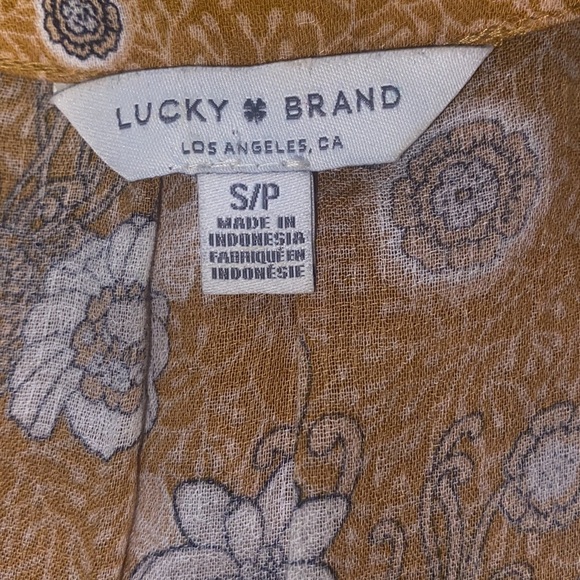 LUCKY BRAND
LOS ANGELES, CA
S/P
MADE IN
INDONESIA
FABRIQUÉ EN
INDONÉSIE